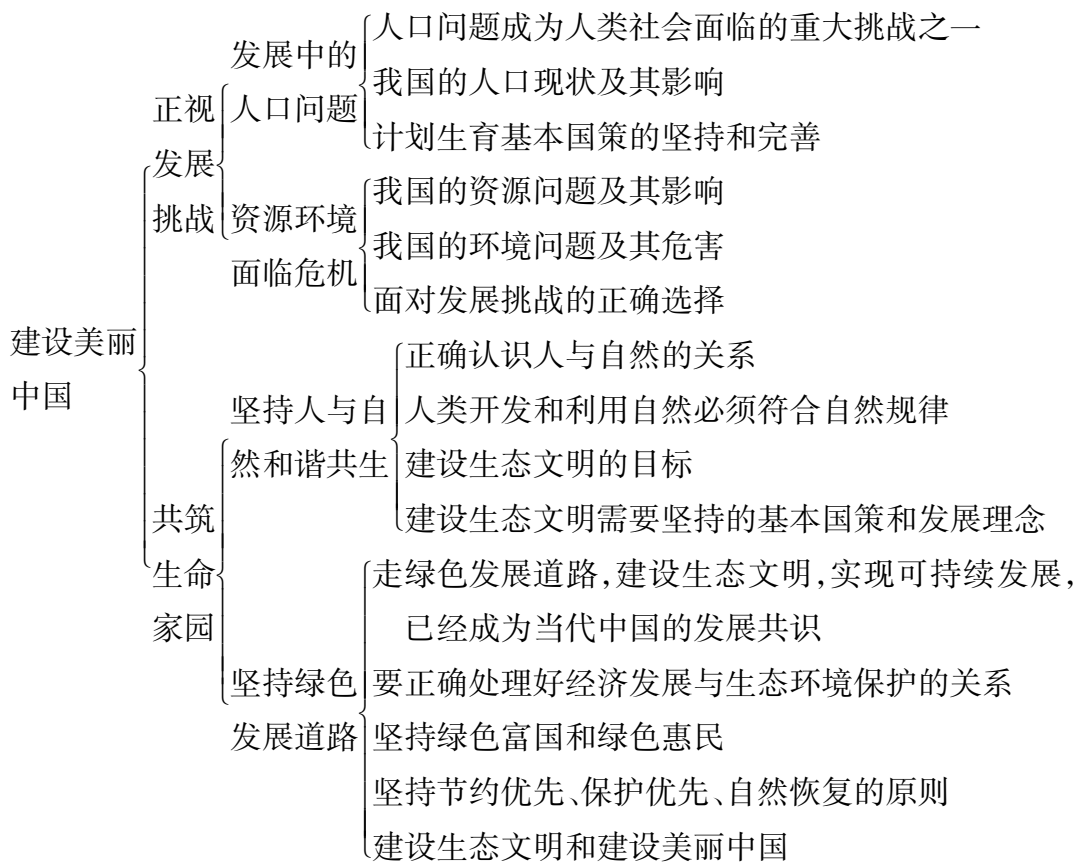 建设美丽
中国
正视
发展
挑战
发展中的
人口问题
人口问题成为人类社会面临的重大挑战之一
我国的人口现状及其影响
计划生育基本国策的坚持和完善
资源环境
面临危机
我国的资源问题及其影响
我国的环境问题及其危害
面对发展挑战的正确选择
共筑
生命
家园
坚持人与自
然和谐共生
正确认识人与自然的关系
人类开发和利用自然必须符合自然规律
建设生态文明的目标
建设生态文明需要坚持的基本国策和发展理念
坚持绿色
发展道路
走绿色发展道路,建设生态文明,实现可持续发展,
已经成为当代中国的发展共识
要正确处理好经济发展与生态环境保护的关系
坚持绿色富国和绿色惠民
坚持节约优先、保护优先、自然恢复的原则
建设生态文明和建设美丽中国